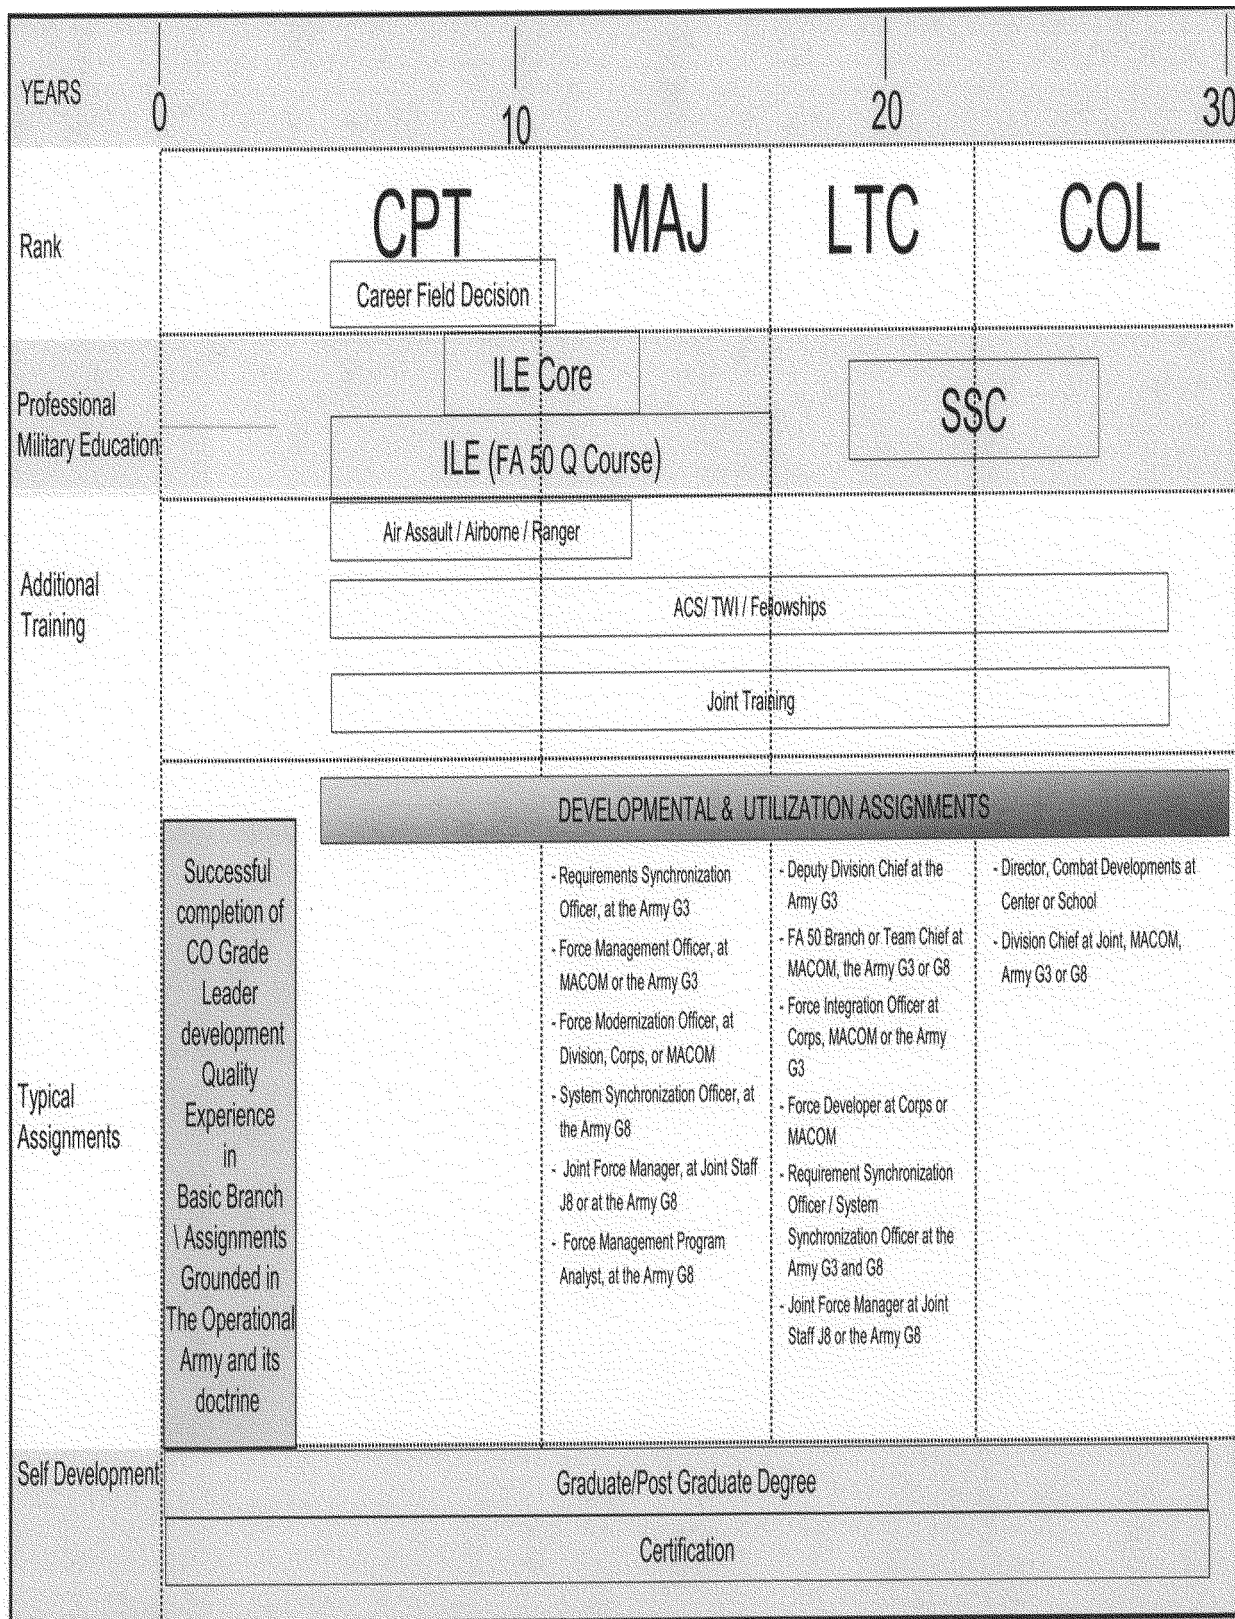 YEARS
0
10
20
30
Rank
CPT
MAJ
LTC
COL
Career Field Decision
Professional
Military Education
ILE Core
SSC
ILE (FA 50 Q Course)
Additional
Training
Air Assault / Airborne / Ranger
ACS/ TWI / Fellowships
Joint Training
Typical
Assignments
DEVELOPMENTAL & UTILIZATION ASSIGNMENTS
Successful
completion of
CO Grade
Leader
development
Quality
Experience
in
Basic Branch
\ Assignments
Grounded in
The Operational
Army and its
doctrine
- Requirements Synchronization
Officer, at the Army G3
- Force Management Officer, at
MACOM or the Army G3
- Force Modernization Officer, at
Division, Corps, or MACOM
- System Synchronization Officer, at
the Army G8
- Joint Force Manager, at Joint Staff
J8 or at the Army G8
- Force Management Program
Analyst, at the Army G8
- Deputy Division Chief at the
Army G3
- FA 50 Branch or Team Chief at
MACOM, the Army G3 or G8
- Force Integration Officer at
Corps, MACOM or the Army
G3
- Force Developer at Corps or
MACOM
- Requirement Synchronization
Officer / System
Synchronization Officer at the
Army G3 and G8
- Joint Force Manager at Joint
Staff J8 or the Army G8
- Director, Combat Developments at
Center or School
- Division Chief at Joint, MACOM,
Army G3 or G8
Self Development
Graduate/Post Graduate Degree
Certification